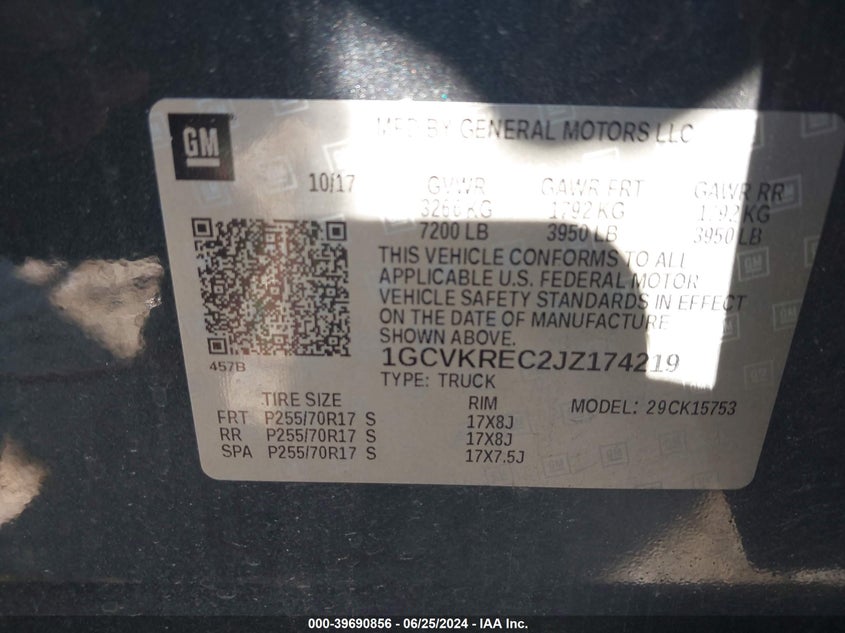 GM
MFD BY GENERAL MOTORS LLC
10/17
GVWR GAWR FRT GAWR RR
3266 KG 1792 KG 1792 KG
7200 LB 3950 LB 3950 LB
THIS VEHICLE CONFORMS TO ALL
APPLICABLE U.S. FEDERAL MOTOR
VEHICLE SAFETY STANDARDS IN EFFECT
ON THE DATE OF MANUFACTURE
SHOWN ABOVE.
457B
1GCVKREC2JZ174219
TYPE: TRUCK
TIRE SIZE RIM MODEL: 29CK15753
FRT P255/70R17 S 17X8J
RR P255/70R17 S 17X8J
SPA P255/70R17 S 17X7.5J
000-39690856 - 06/25/2024 - IAA Inc.